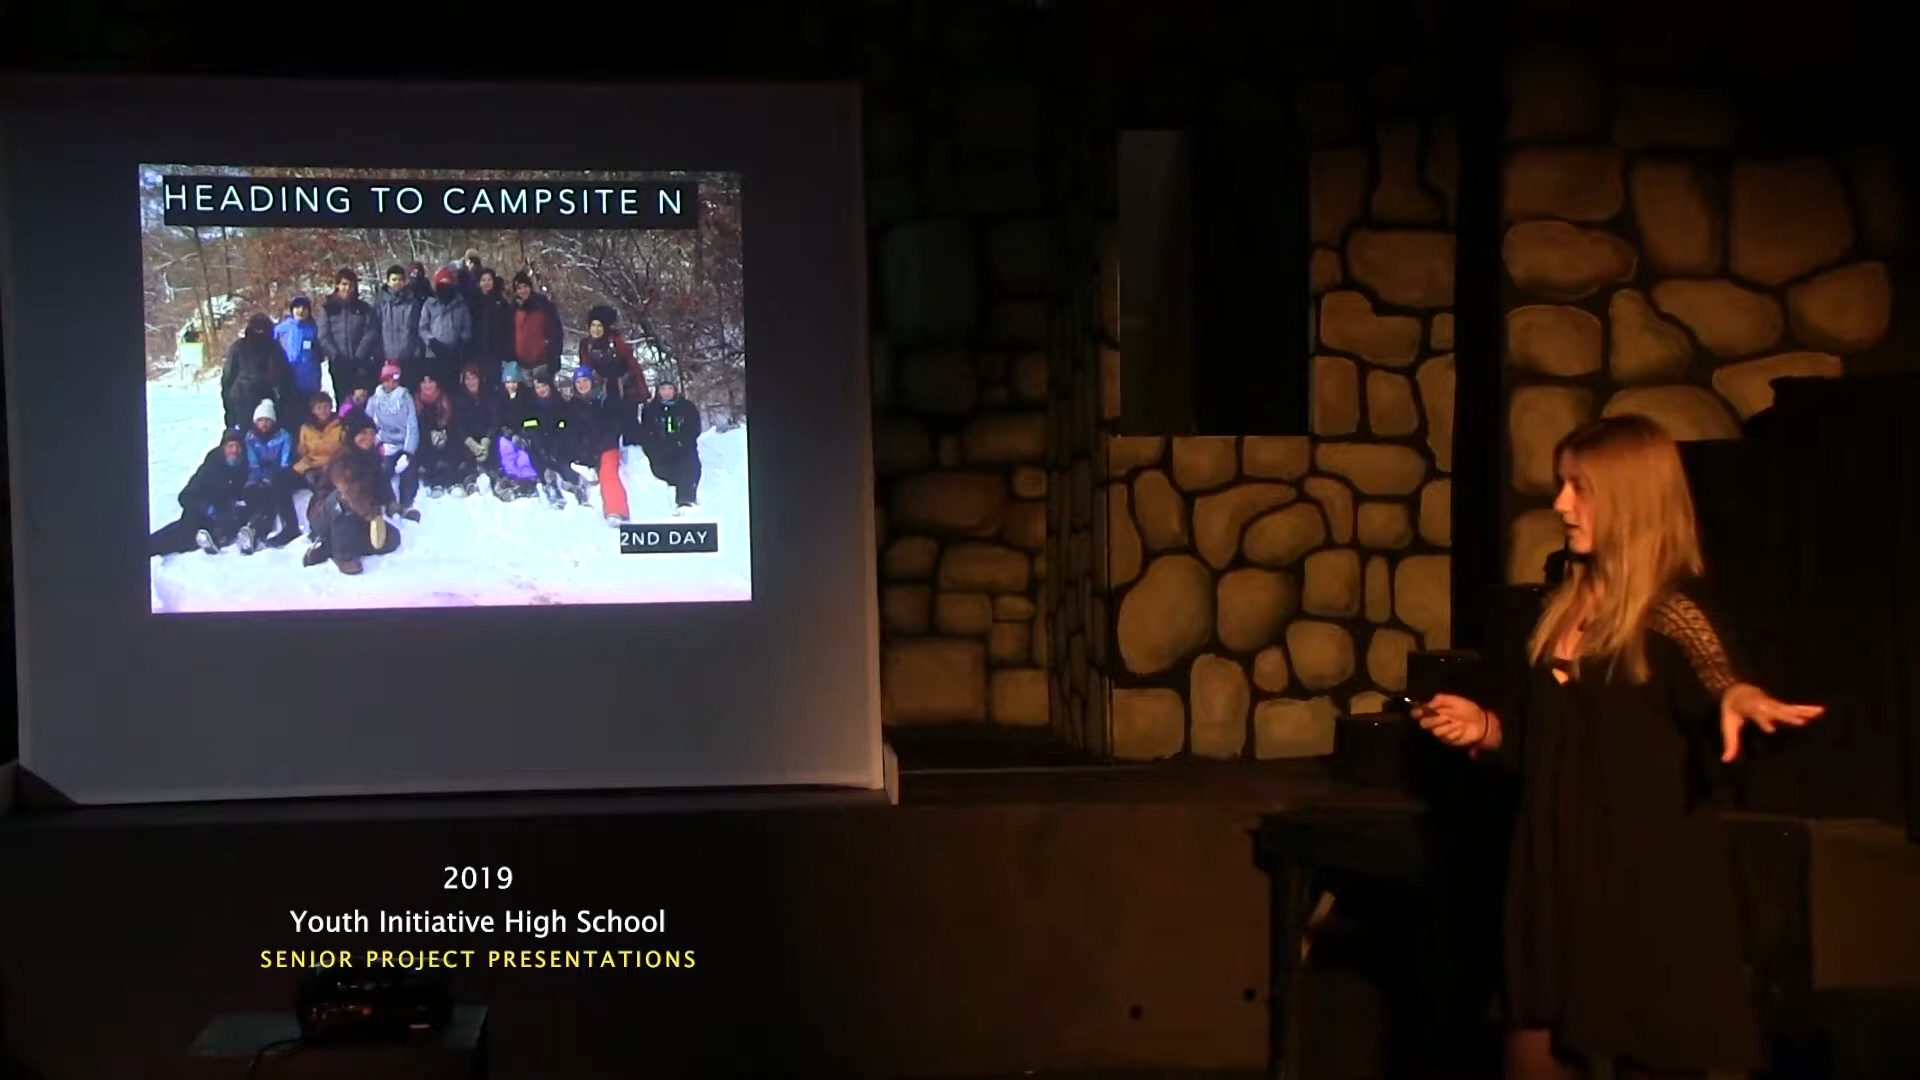 HEADING TO CAMPSITE N
2ND DAY
2019
Youth Initiative High School
SENIOR PROJECT PRESENTATIONS